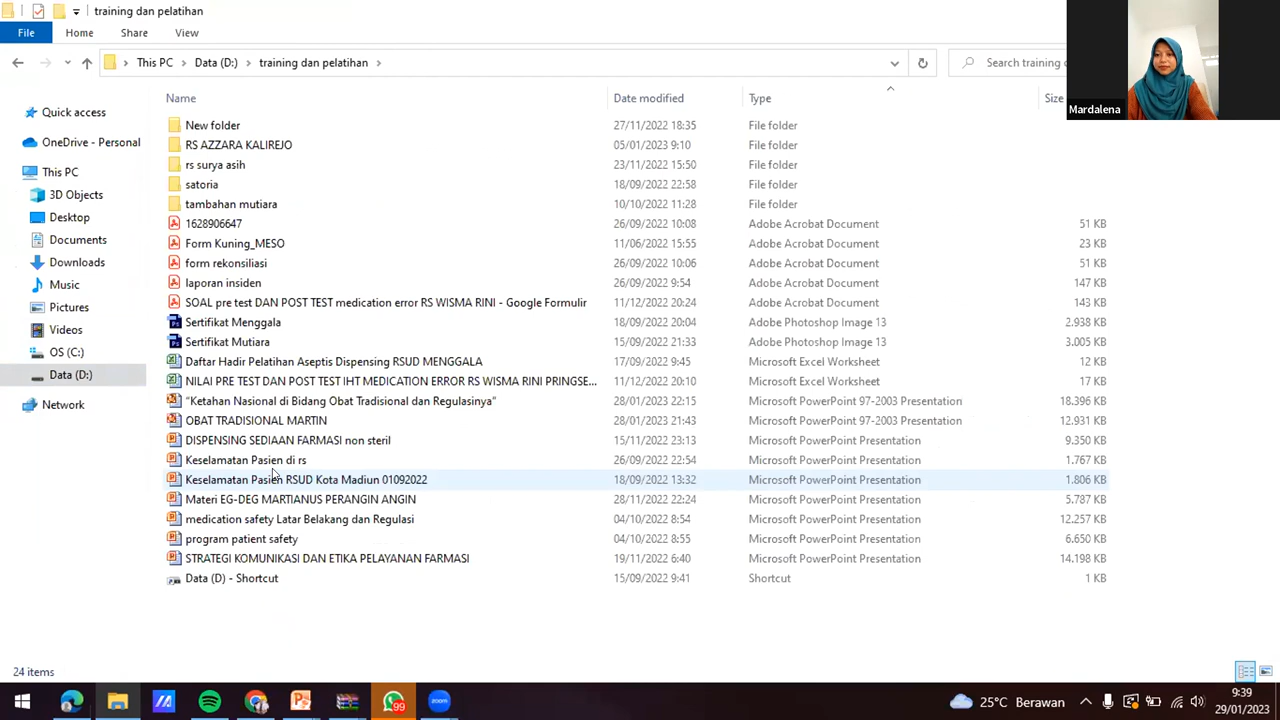 training dan pelatihan
File Home Share View
This PC Data (D:) training dan pelatihan Search training
Mardalena
Name Date modified Type Size
Quick access
OneDrive - Personal
This PC
3D Objects
Desktop
Documents
Downloads
Music
Pictures
Videos
OS (C:)
Data (D:)
Network
New folder 27/11/2022 18:35 File folder
RS AZZARA KALIREJO 05/01/2023 9:10 File folder
rs surya asih 23/11/2022 15:50 File folder
satoria 18/09/2022 22:58 File folder
tambahan mutiara 10/10/2022 11:28 File folder
1628906647 26/09/2022 10:08 Adobe Acrobat Document 51 KB
Form Kuning_MESO 11/06/2022 15:55 Adobe Acrobat Document 23 KB
form rekonsiliasi 26/09/2022 10:06 Adobe Acrobat Document 51 KB
laporan insiden 26/09/2022 9:54 Adobe Acrobat Document 147 KB
SOAL pre test DAN POST TEST medication error RS WISMA RINI - Google Formulir 11/12/2022 20:24 Adobe Acrobat Document 143 KB
Sertifikat Menggala 18/09/2022 20:04 Adobe Photoshop Image 13 2.938 KB
Sertifikat Mutiara 15/09/2022 21:33 Adobe Photoshop Image 13 3.005 KB
Daftar Hadir Pelatihan Aseptis Dispensing RSUD MENGGALA 17/09/2022 9:45 Microsoft Excel Worksheet 12 KB
NILAI PRE TEST DAN POST TEST IHT MEDICATION ERROR RS WISMA RINI PRINGSE... 11/12/2022 20:10 Microsoft Excel Worksheet 17 KB
"Ketahan Nasional di Bidang Obat Tradisional dan Regulasinya" 28/01/2023 22:15 Microsoft PowerPoint 97-2003 Presentation 18.396 KB
OBAT TRADISIONAL MARTIN 28/01/2023 21:43 Microsoft PowerPoint 97-2003 Presentation 12.931 KB
DISPENSING SEDIAAN FARMASI non steril 15/11/2022 23:13 Microsoft PowerPoint Presentation 9.350 KB
Keselamatan Pasien di rs 26/09/2022 22:54 Microsoft PowerPoint Presentation 1.767 KB
Keselamatan Pasien RSUD Kota Madiun 01092022 18/09/2022 13:32 Microsoft PowerPoint Presentation 1.806 KB
Materi EG-DEG MARTIANUS PERANGIN ANGIN 28/11/2022 22:24 Microsoft PowerPoint Presentation 5.787 KB
medication safety Latar Belakang dan Regulasi 04/10/2022 8:54 Microsoft PowerPoint Presentation 12.257 KB
program patient safety 04/10/2022 8:55 Microsoft PowerPoint Presentation 6.650 KB
STRATEGI KOMUNIKASI DAN ETIKA PELAYANAN FARMASI 19/11/2022 6:40 Microsoft PowerPoint Presentation 14.198 KB
Data (D) - Shortcut 15/09/2022 9:41 Shortcut 1 KB
24 items
99
25°C Berawan
9:39
29/01/2023